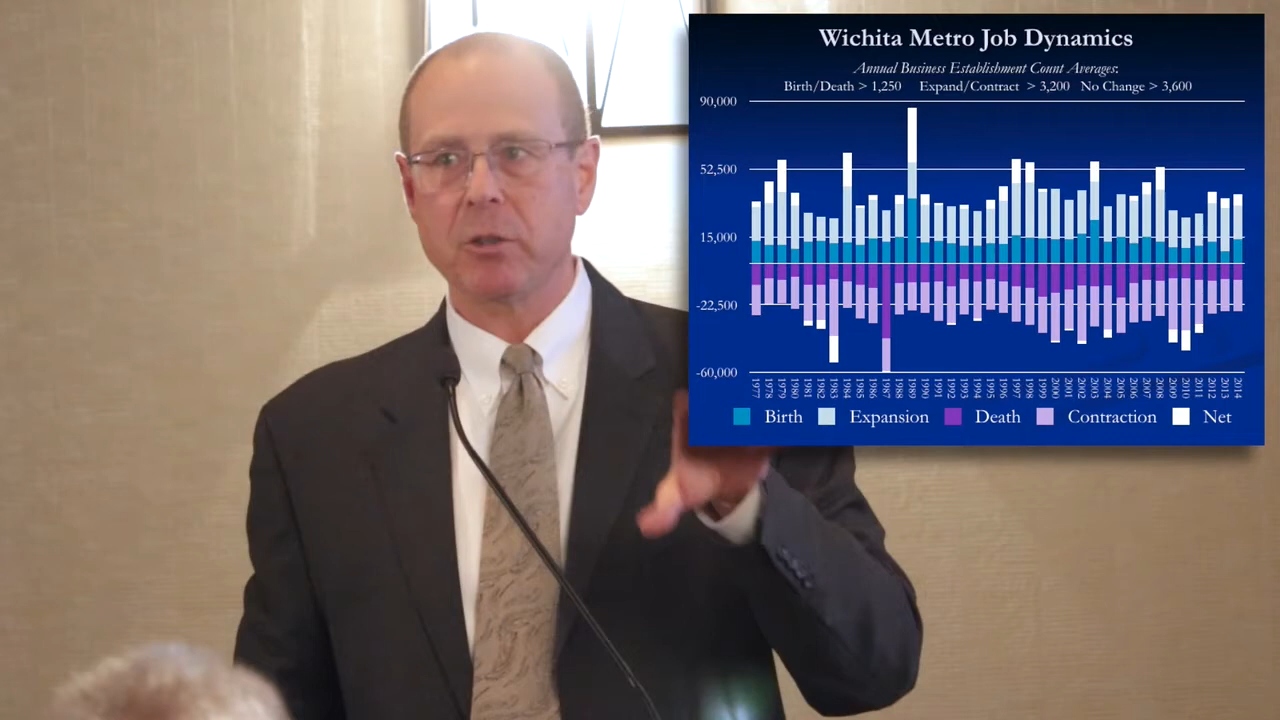 Wichita Metro Job Dynamics
Annual Business Establishment Count Averages:
Birth/Death > 1,250 Expand/Contract > 3,200 No Change > 3,600
90,000
52,500
15,000
-22,500
-60,000
1977 1978 1979 1980 1981 1982 1983 1984 1985 1986 1987 1988 1989 1990 1991 1992 1993 1994 1995 1996 1997 1998 1999 2000 2001 2002 2003 2004 2005 2006 2007 2008 2009 2010 2011 2012 2013 2014
Birth Expansion Death Contraction Net